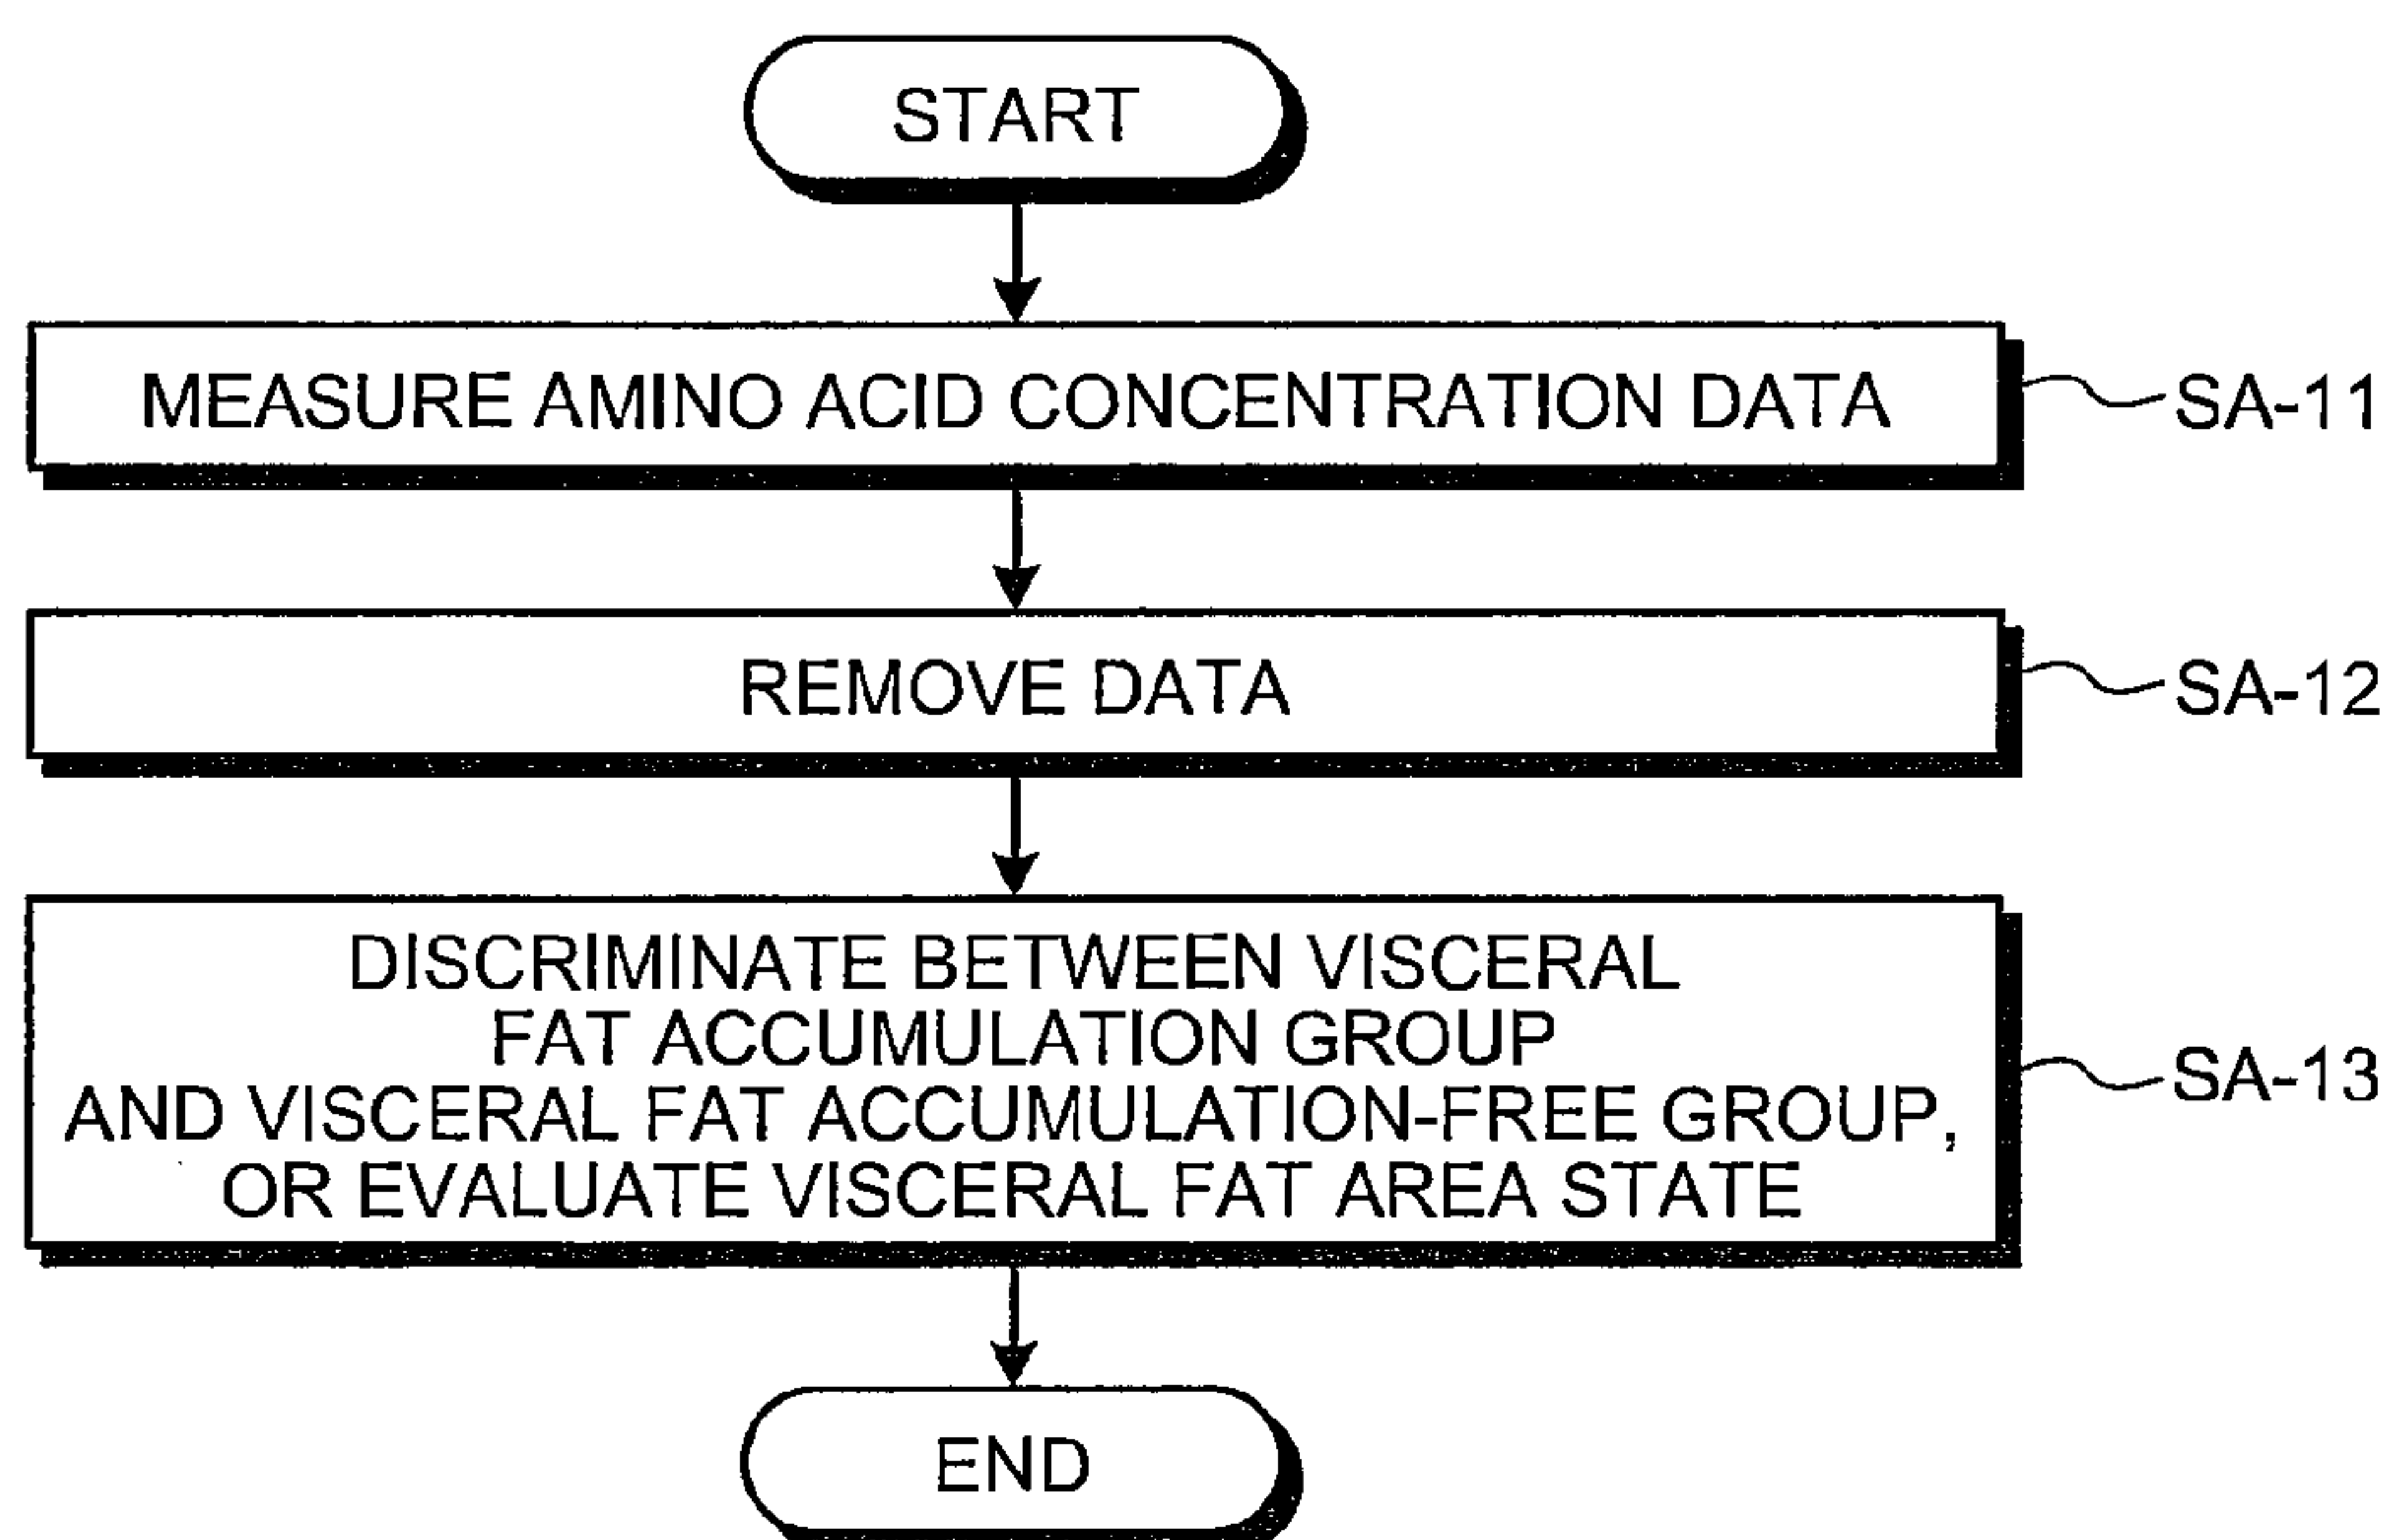 START
MEASURE AMINO ACID CONCENTRATION DATA
SA-11
REMOVE DATA
SA-12
DISCRIMINATE BETWEEN VISCERAL
FAT ACCUMULATION GROUP
AND VISCERAL FAT ACCUMULATION-FREE GROUP,
OR EVALUATE VISCERAL FAT AREA STATE
SA-13
END